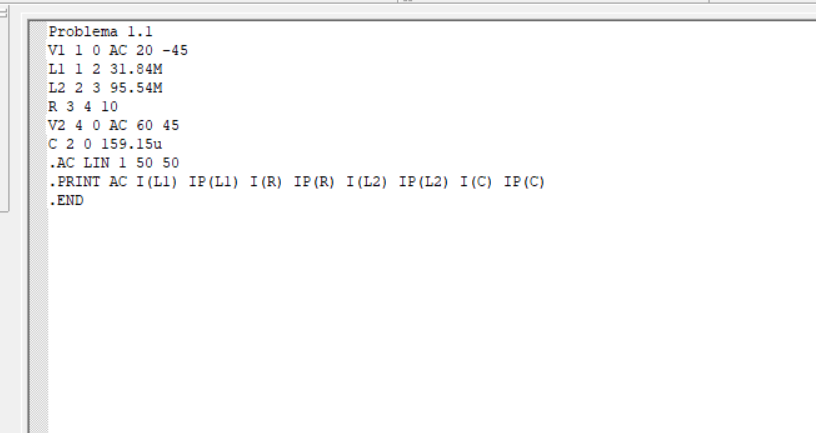 Problema 1.1
V1 1 0 AC 20 -45
L1 1 2 31.84M
L2 2 3 95.54M
R 3 4 10
V2 4 0 AC 60 45
C 2 0 159.15u
.AC LIN 1 50 50
.PRINT AC I(L1) IP(L1) I(R) IP(R) I(L2) IP(L2) I(C) IP(C)
.END